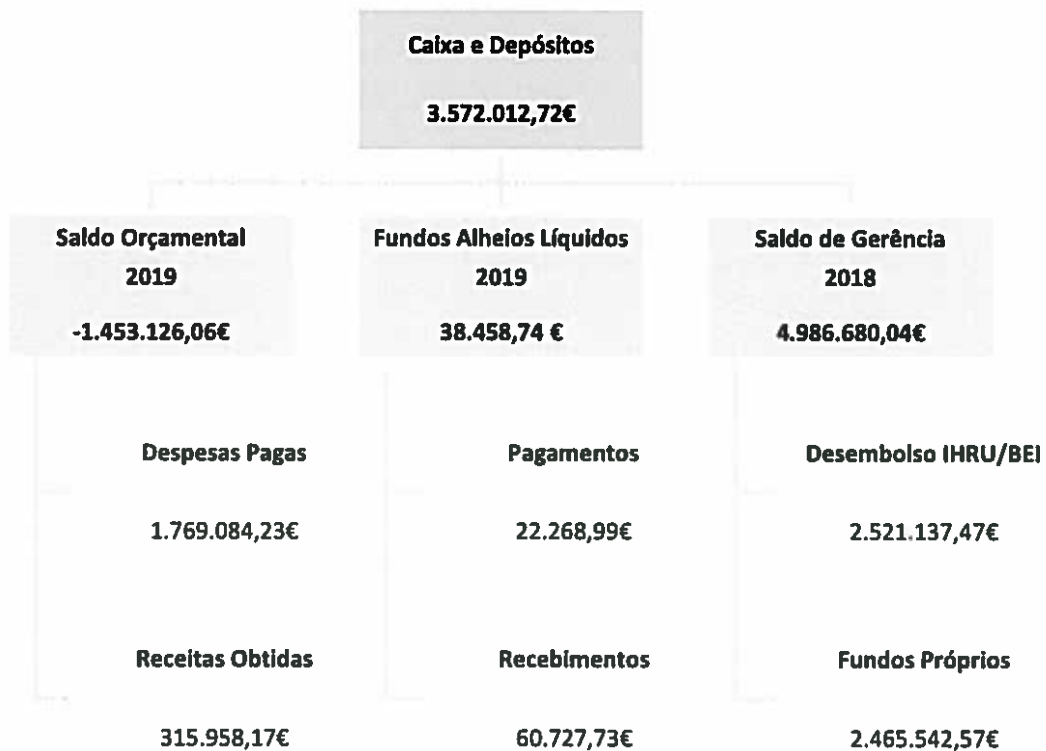 Caixa e Depósitos
3.572.012,72€
Saldo Orçamental
2019
-1.453.126,06€
Fundos Alheios Líquidos
2019
38.458,74 €
Saldo de Gerência
2018
4.986.680,04€
Despesas Pagas
1.769.084,23€
Pagamentos
22.268,99€
Desembolso IHRU/BEI
2.521.137,47€
Receitas Obtidas
315.958,17€
Recebimentos
60.727,73€
Fundos Próprios
2.465.542,57€